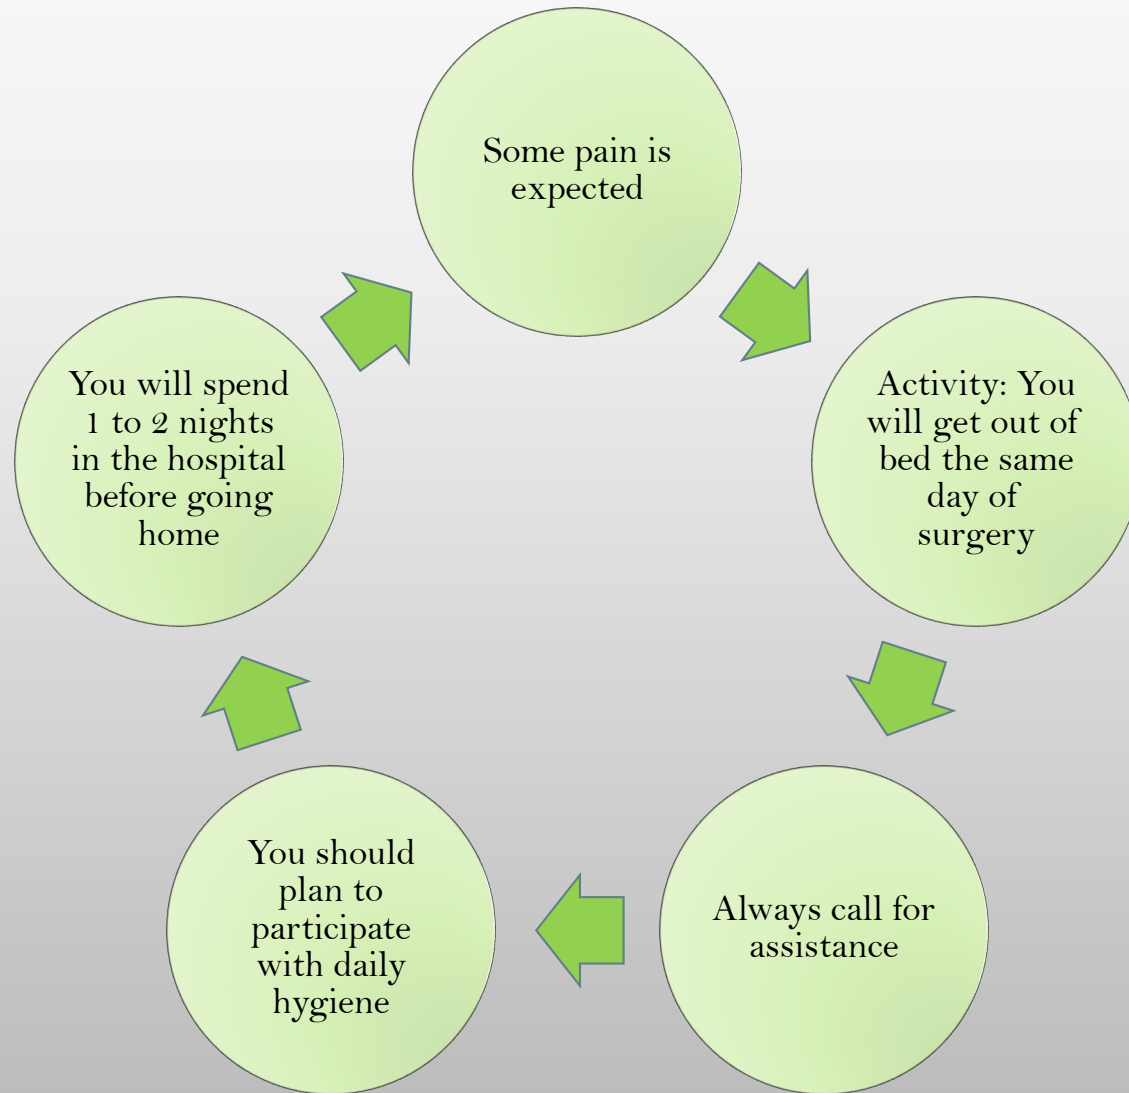 Some pain is
expected
Activity: You
will get out of
bed the same
day of
surgery
Always call for
assistance
You should
plan to
participate
with daily
hygiene
You will spend
1 to 2 nights
in the hospital
before going
home